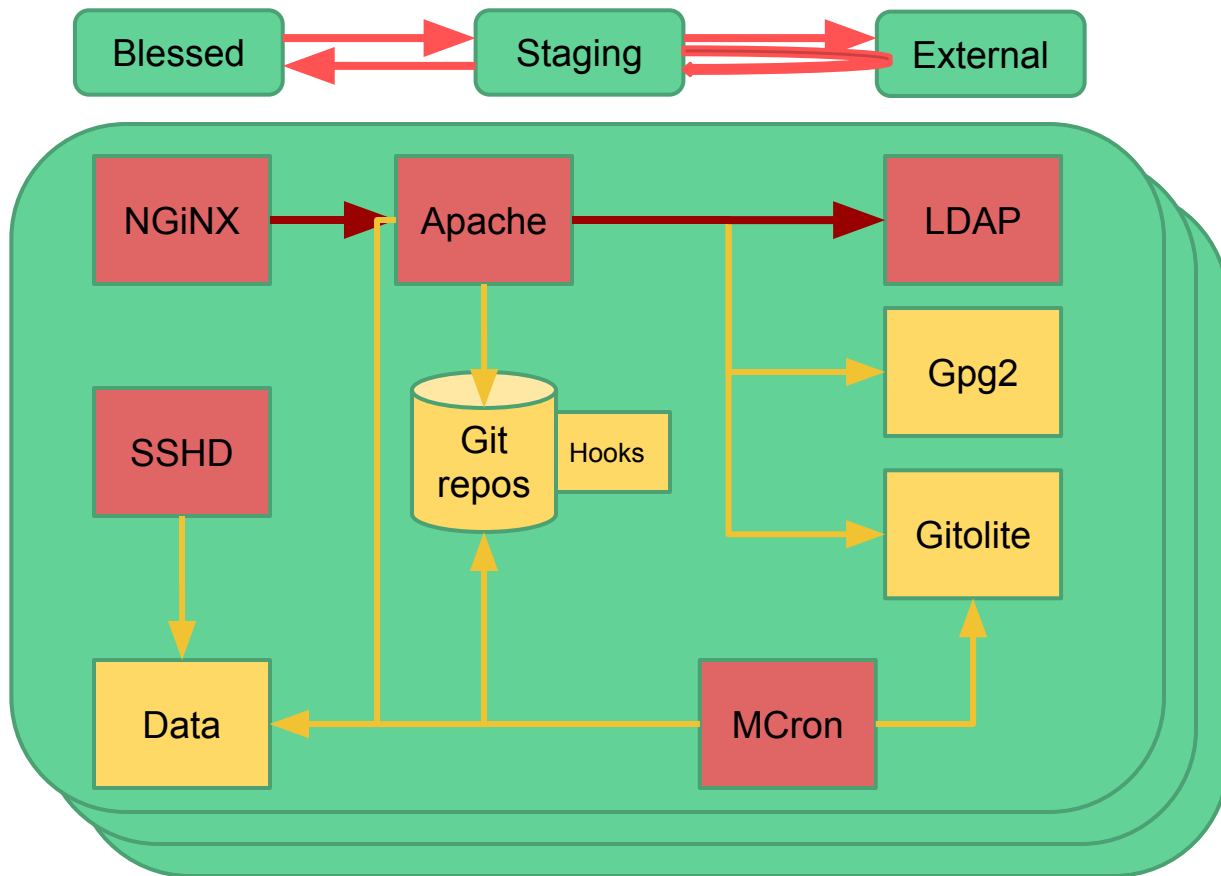 Blessed
Staging
External
NGiNX
Apache
LDAP
Gpg2
SSHD
Git
repos
Hooks
Gitolite
Data
MCron